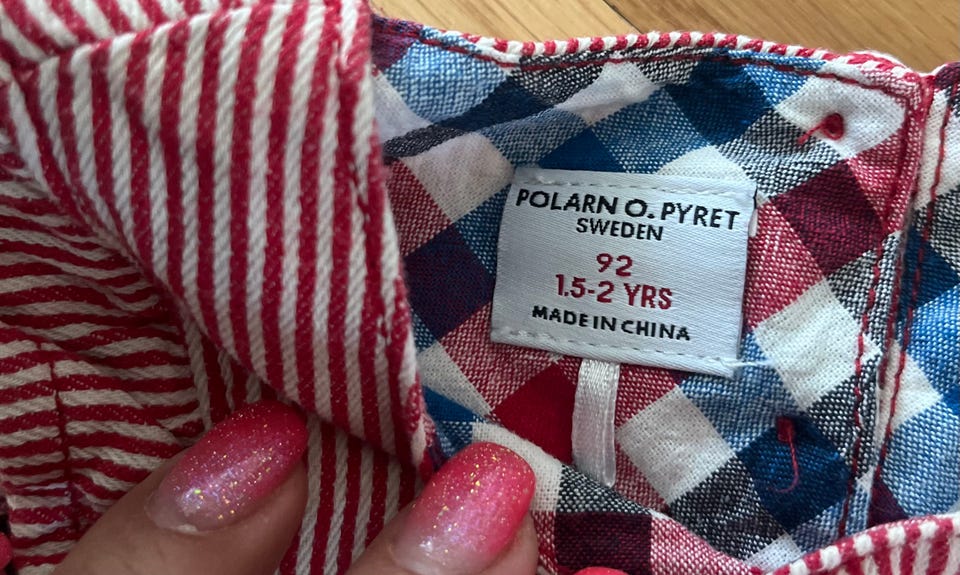 POLARN O. PYRET
SWEDEN
92
1.5-2 YRS
MADE IN CHINA